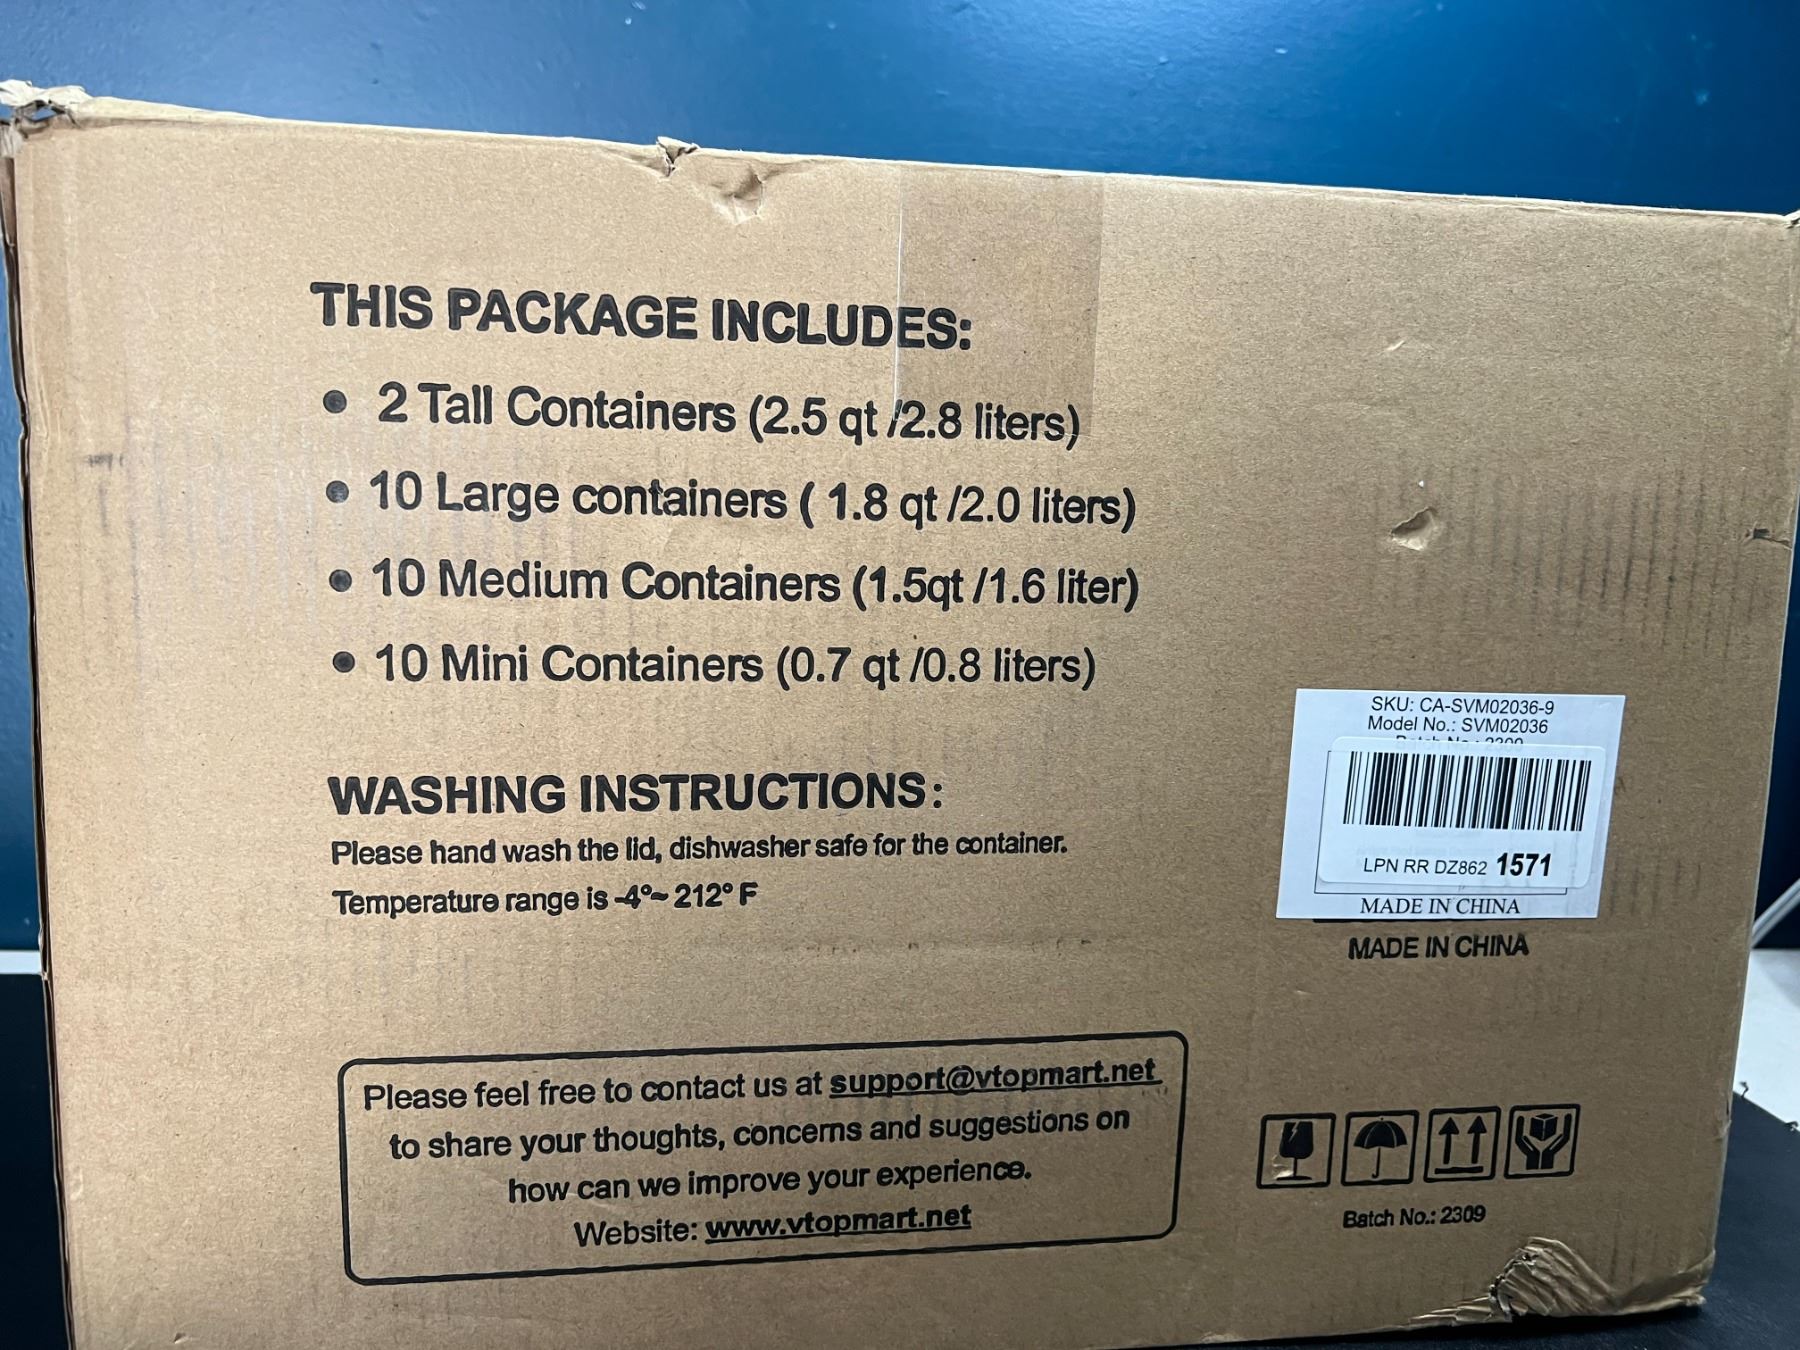 THIS PACKAGE INCLUDES:
• 2 Tall Containers (2.5 qt /2.8 liters)
• 10 Large containers ( 1.8 qt /2.0 liters)
• 10 Medium Containers (1.5qt /1.6 liter)
• 10 Mini Containers (0.7 qt /0.8 liters)
WASHING INSTRUCTIONS:
Please hand wash the lid, dishwasher safe for the container.
Temperature range is -4°~ 212° F
SKU: CA-SVM02036-9
Model No.: SVM02036
Batch No.: 2309
LPN RR DZ862 1571
MADE IN CHINA
MADE IN CHINA
Please feel free to contact us at support@vtopmart.net
to share your thoughts, concerns and suggestions on
how can we improve your experience.
Website: www.vtopmart.net
Batch No.: 2309